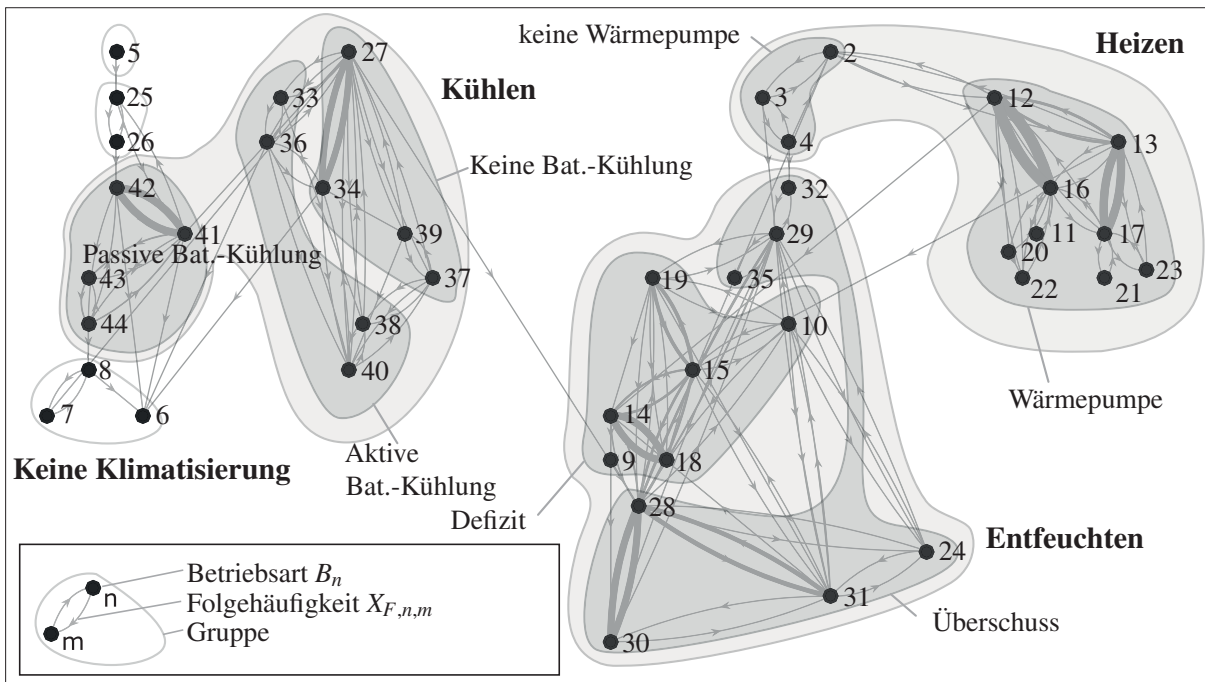 5
25
26
42
41
Passive Bat.-Kühlung
43
44
8
7
6
Keine Klimatisierung
27
33
Kühlen
36
34
Keine Bat.-Kühlung
39
37
38
40
Aktive
Bat.-Kühlung
keine Wärmepumpe
2
3
4
Heizen
12
13
16
11
17
20
22
21
23
Wärmepumpe
32
29
19
35
10
15
14
9
18
Defizit
28
24
Entfeuchten
31
30
Überschuss
Betriebsart Bn
n
Folgehäufigkeit XF,n,m
Gruppe
m